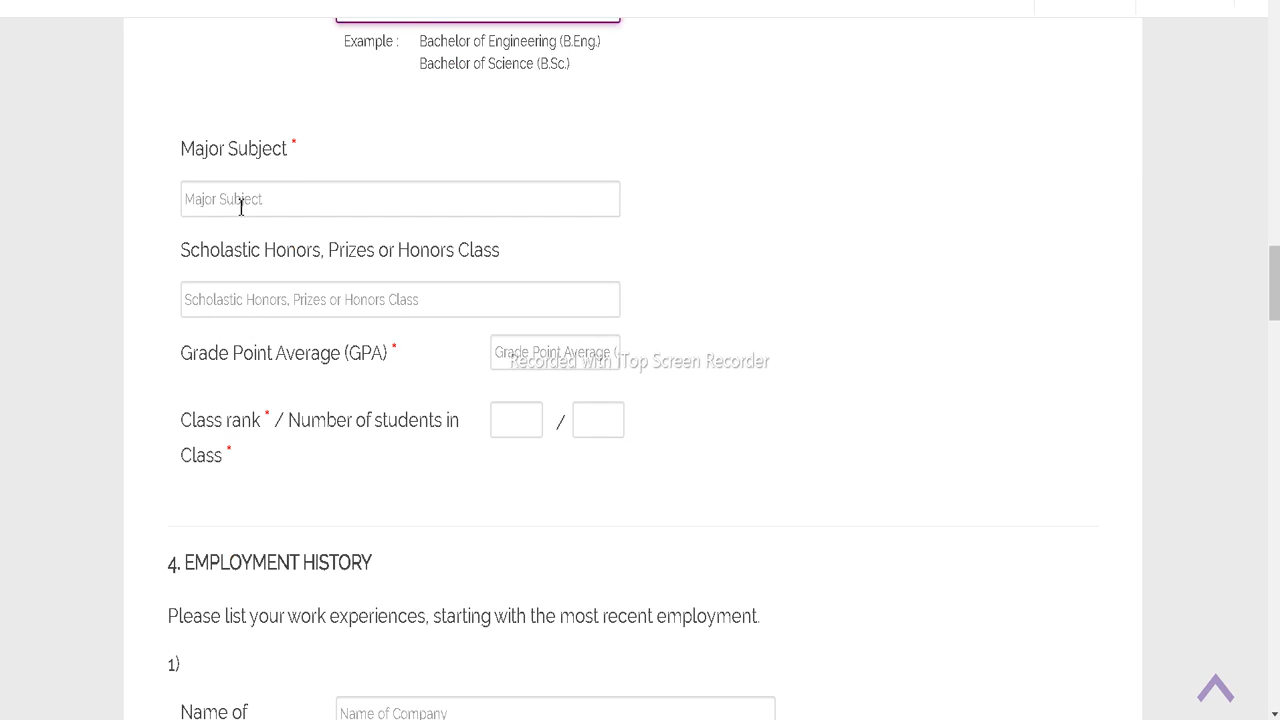 Example : Bachelor of Engineering (B.Eng.)
Bachelor of Science (B.Sc.)
Major Subject *
Major Subject
Scholastic Honors, Prizes or Honors Class
Scholastic Honors, Prizes or Honors Class
Grade Point Average (GPA) * Grade Point Average (
Recorded with iTop Screen Recorder
Class rank * / Number of students in /
Class *
4. EMPLOYMENT HISTORY
Please list your work experiences, starting with the most recent employment.
1)
Name of Name of Company